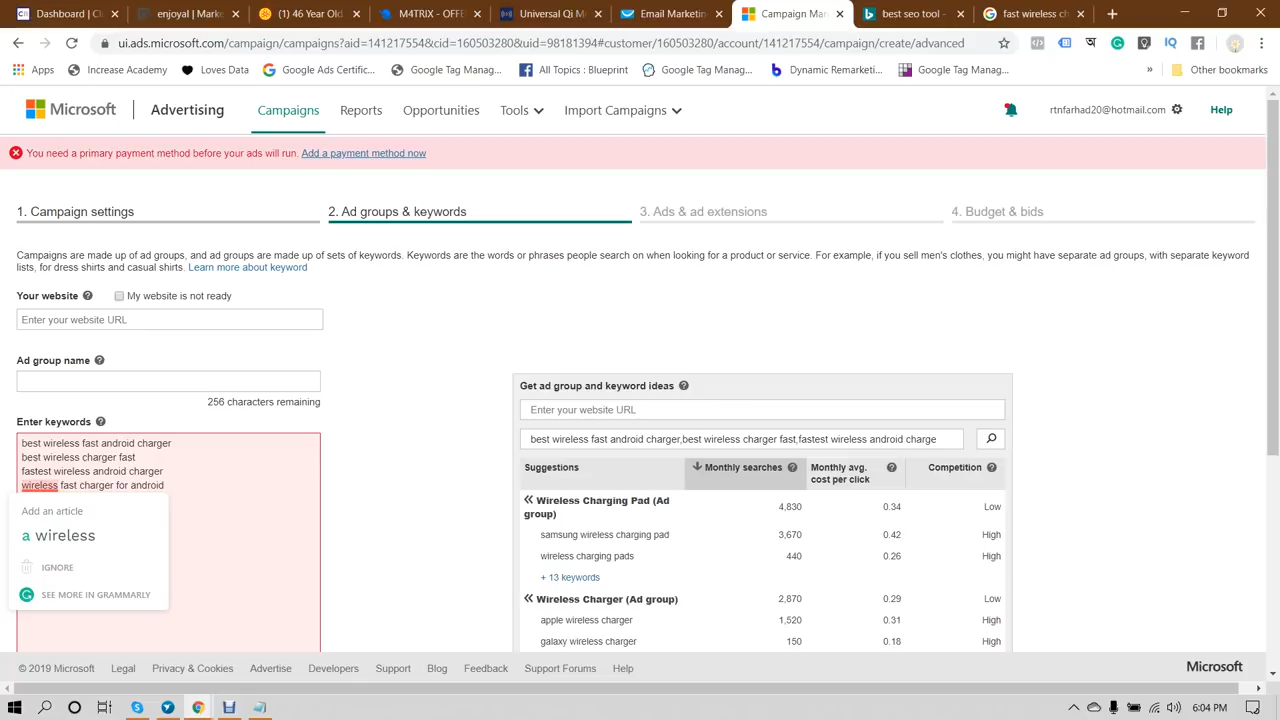 Clii
Dashboard
enjoyal | Keywo
(1) 46 Year Old
M4TRIX - OFFE
Universal Qi M
Email Marketin
Campaign Ma
best seo tool -
fast wireless ch
ui.ads.microsoft.com/campaign/campaigns?aid=141217554&cid=160503280&uid=98181394#customer/160503280/account/141217554/campaign/create/advanced
Apps
Increase Academy
Loves Data
Google Ads Certific...
Google Tag Manag...
All Topics : Blueprint
Google Tag Manag...
Dynamic Remarketi...
Google Tag Manag...
»
Other bookmarks
Microsoft
Advertising
Campaigns
Reports
Opportunities
Tools
Import Campaigns
rtnfarhad20@hotmail.com
Help
You need a primary payment method before your ads will run. Add a payment method now
1. Campaign settings
2. Ad groups & keywords
3. Ads & ad extensions
4. Budget & bids
Campaigns are made up of ad groups, and ad groups are made up of sets of keywords. Keywords are the words or phrases people search on when looking for a product or service. For example, if you sell men's clothes, you might have separate ad groups, with separate keyword
lists, for dress shirts and casual shirts. Learn more about keyword
Your website
My website is not ready
Enter your website URL
Ad group name
256 characters remaining
Enter keywords
best wireless fast android charger
best wireless charger fast
fastest wireless android charger
wireless fast charger for android
Add an article
a wireless
IGNORE
SEE MORE IN GRAMMARLY
Get ad group and keyword ideas
Enter your website URL
best wireless fast android charger,best wireless charger fast,fastest wireless android charge
Suggestions
Monthly searches
Monthly avg.
cost per click
Competition
Wireless Charging Pad (Ad
group)
4,830
0.34
Low
samsung wireless charging pad
3,670
0.42
High
wireless charging pads
440
0.26
High
+ 13 keywords
Wireless Charger (Ad group)
2,870
0.29
Low
apple wireless charger
1,520
0.31
High
galaxy wireless charger
150
0.18
High
© 2019 Microsoft
Legal
Privacy & Cookies
Advertise
Developers
Support
Blog
Feedback
Support Forums
Help
Microsoft
6:04 PM